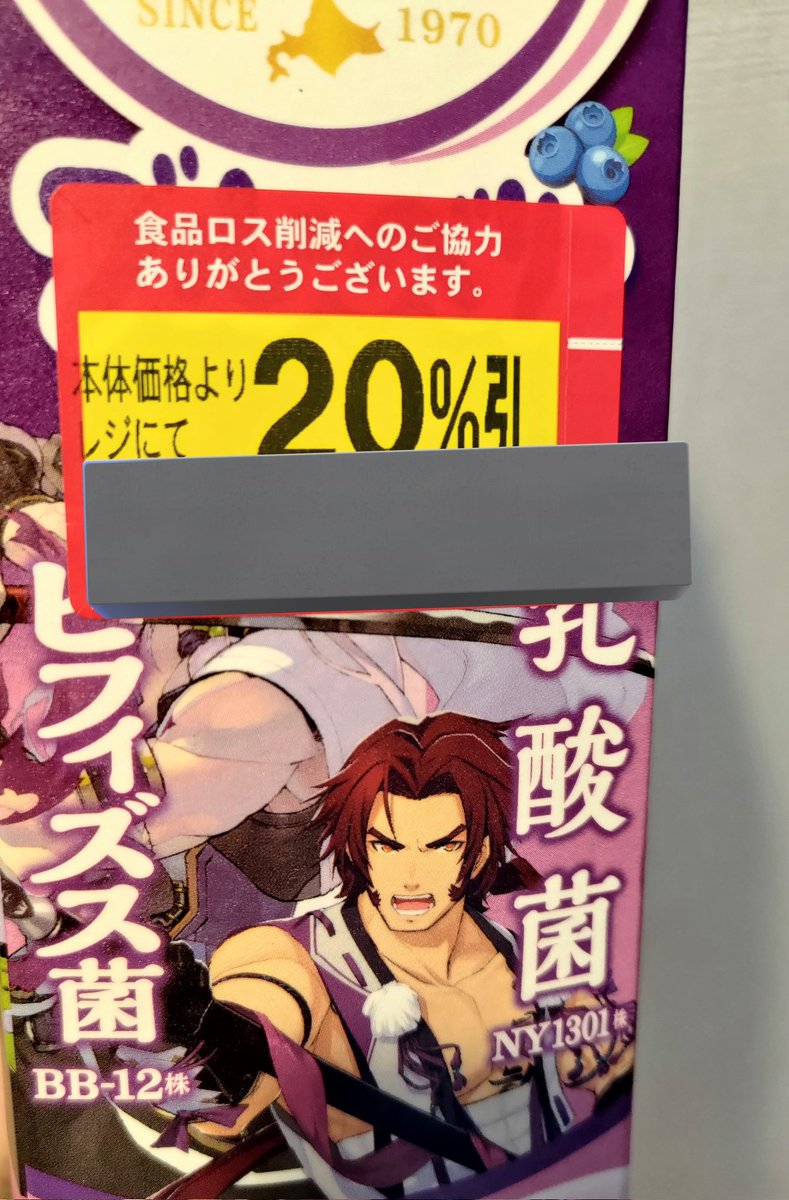 SINCE 1970
食品ロス削減へのご協力
ありがとうございます。
本体価格より
レジにて
20%引
ビフィズス菌
BB-12株
乳酸菌
NY1301株